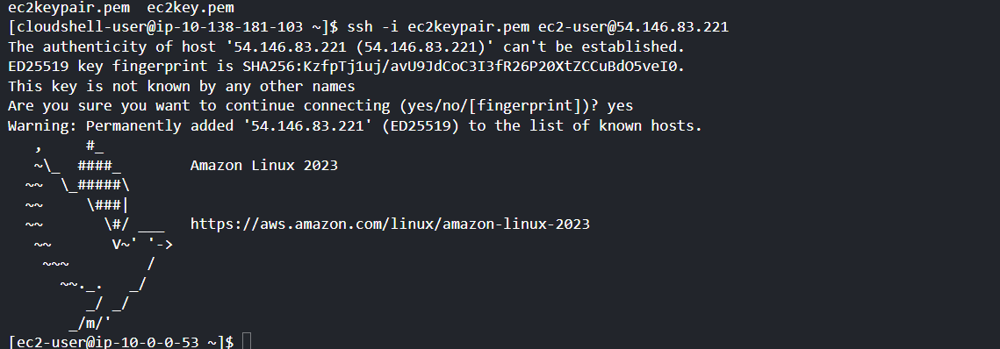 ec2keypair.pem  ec2key.pem
[cloudshell-user@ip-10-138-181-103 ~]$ ssh -i ec2keypair.pem ec2-user@54.146.83.221
The authenticity of host '54.146.83.221 (54.146.83.221)' can't be established.
ED25519 key fingerprint is SHA256:KzfpTj1uj/avU9JdCoC3I3fR26P20XtZCCuBdO5veI0.
This key is not known by any other names
Are you sure you want to continue connecting (yes/no/[fingerprint])? yes
Warning: Permanently added '54.146.83.221' (ED25519) to the list of known hosts.
   ,     #_
   ~\_  ####_        Amazon Linux 2023
  ~~  \_#####\
  ~~     \###|
  ~~       \#/ ___   https://aws.amazon.com/linux/amazon-linux-2023
   ~~       V~' '->
    ~~~         /
      ~~._.   _/
         _/ _/
       _/m/'
[ec2-user@ip-10-0-0-53 ~]$